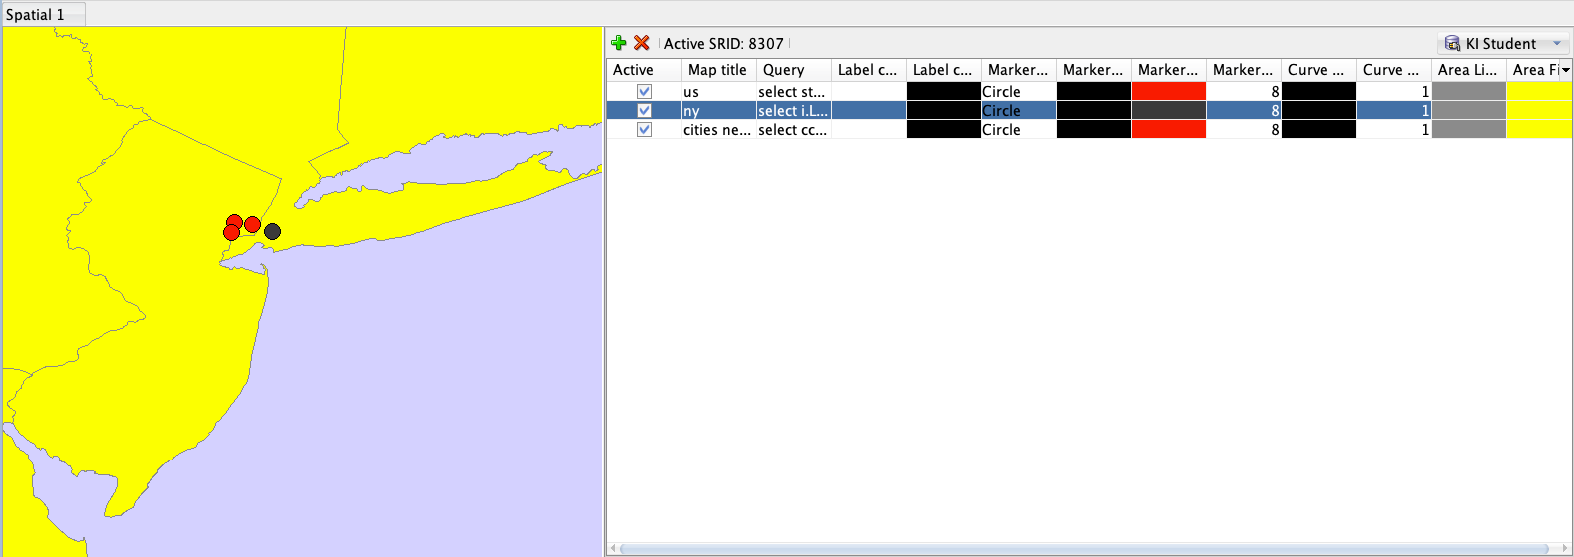 Spatial 1
Active SRID: 8307
KI Student
Active Map title Query Label c... Label c... Marker... Marker... Marker... Marker... Curve ... Curve ... Area Li... Area Fi
us select st... Circle 8 1
ny select i.L... Circle 8 1
cities ne... select cc... Circle 8 1